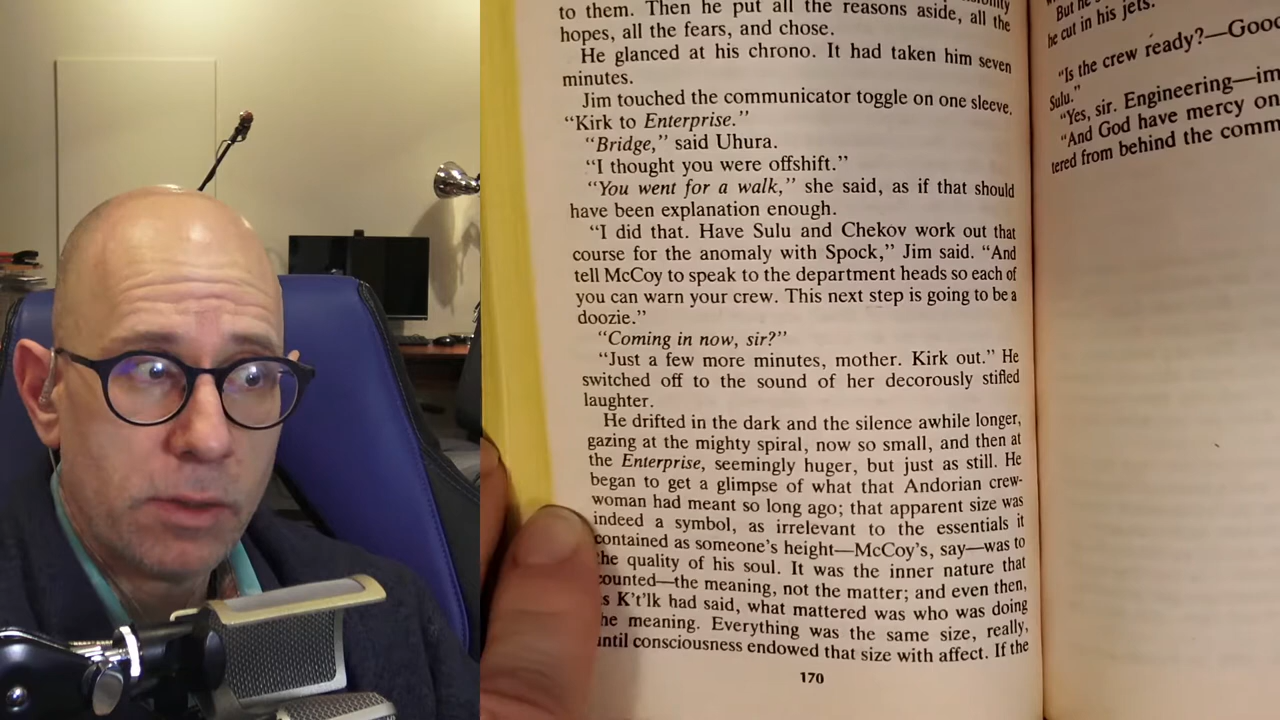 to them. Then he put all the reasons aside, all the
hopes, all the fears, and chose.
He glanced at his chrono. It had taken him seven
minutes.
Jim touched the communicator toggle on one sleeve.
“Kirk to Enterprise.”
“Bridge,” said Uhura.
“I thought you were offshift.”
“You went for a walk,” she said, as if that should
have been explanation enough.
“I did that. Have Sulu and Chekov work out that
course for the anomaly with Spock,” Jim said. “And
tell McCoy to speak to the department heads so each of
you can warn your crew. This next step is going to be a
doozie.”
“Coming in now, sir?”
“Just a few more minutes, mother. Kirk out.” He
switched off to the sound of her decorously stifled
laughter.
He drifted in the dark and the silence awhile longer,
gazing at the mighty spiral, now so small, and then at
the Enterprise, seemingly huger, but just as still. He
began to get a glimpse of what that Andorian crew-
woman had meant so long ago; that apparent size was
indeed a symbol, as irrelevant to the essentials it
contained as someone’s height—McCoy’s, say—was to
the quality of his soul. It was the inner nature that
counted—the meaning, not the matter; and even then,
as K’t’lk had said, what mattered was who was doing
the meaning. Everything was the same size, really,
until consciousness endowed that size with affect. If the
170
But he
he cut in his jets.
“Is the crew ready?—Good
Sulu.”
“Yes, sir. Engineering—im
“And God have mercy on
tered from behind the comm